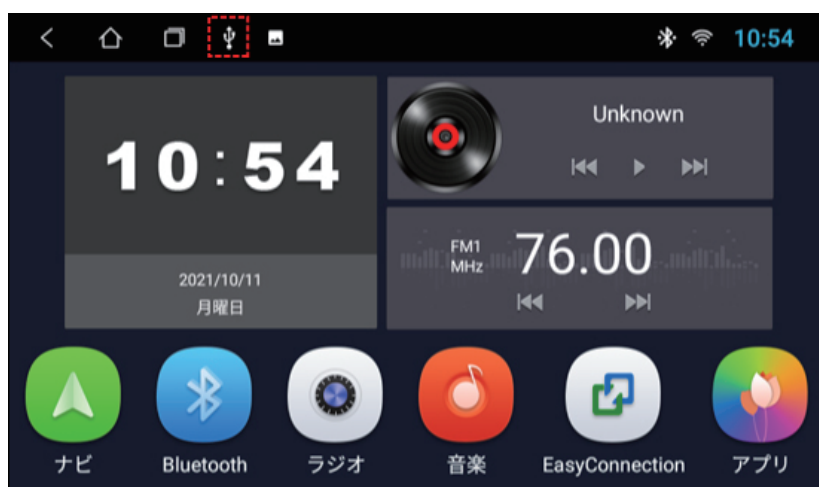 10:54
10:54
2021/10/11
月曜日
Unknown
FM1
MHz
76.00
ナビ
Bluetooth
ラジオ
音楽
EasyConnection
アプリ